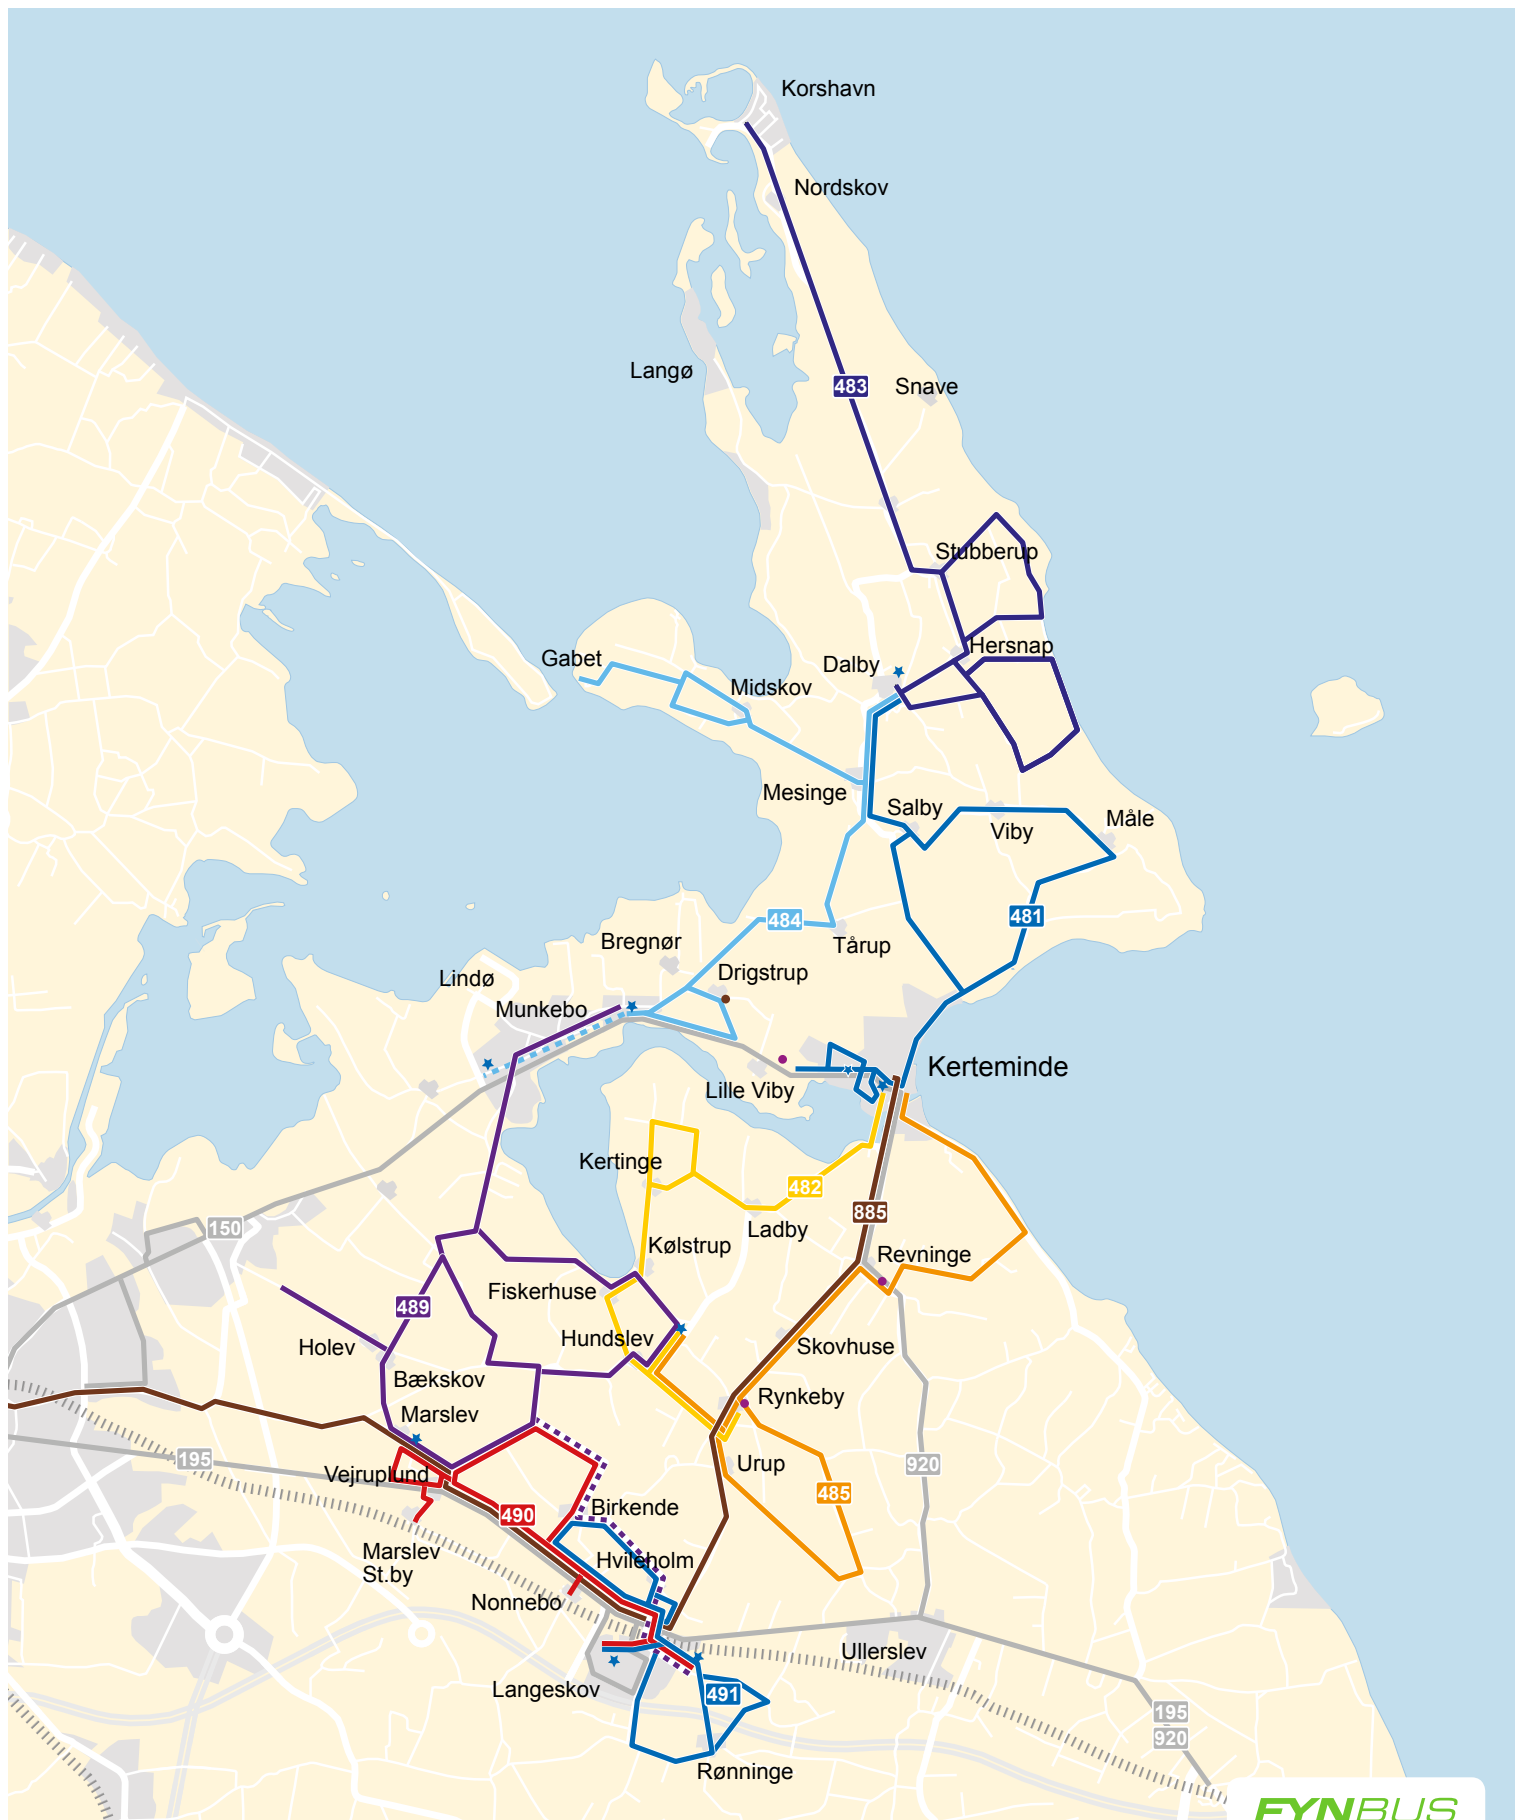 Korshavn
Nordskov
Langø
483
Snave
Stubberup
Hersnap
Gabet
Dalby
Midskov
Mesinge
Salby
Viby
Måle
484
481
Bregnør
Tårup
Lindø
Drigstrup
Munkebo
Kerteminde
Lille Viby
Kertinge
482
885
Ladby
150
Kølstrup
Revninge
Fiskerhuse
489
Hundslev
Holev
Skovhuse
Bækskov
Rynkeby
Marslev
195
Vejruplund
Urup
920
485
490
Birkende
Marslev
St.by
Hvileholm
Nonnebo
Ullerslev
Langeskov
491
195
920
Rønninge
FYNBUS